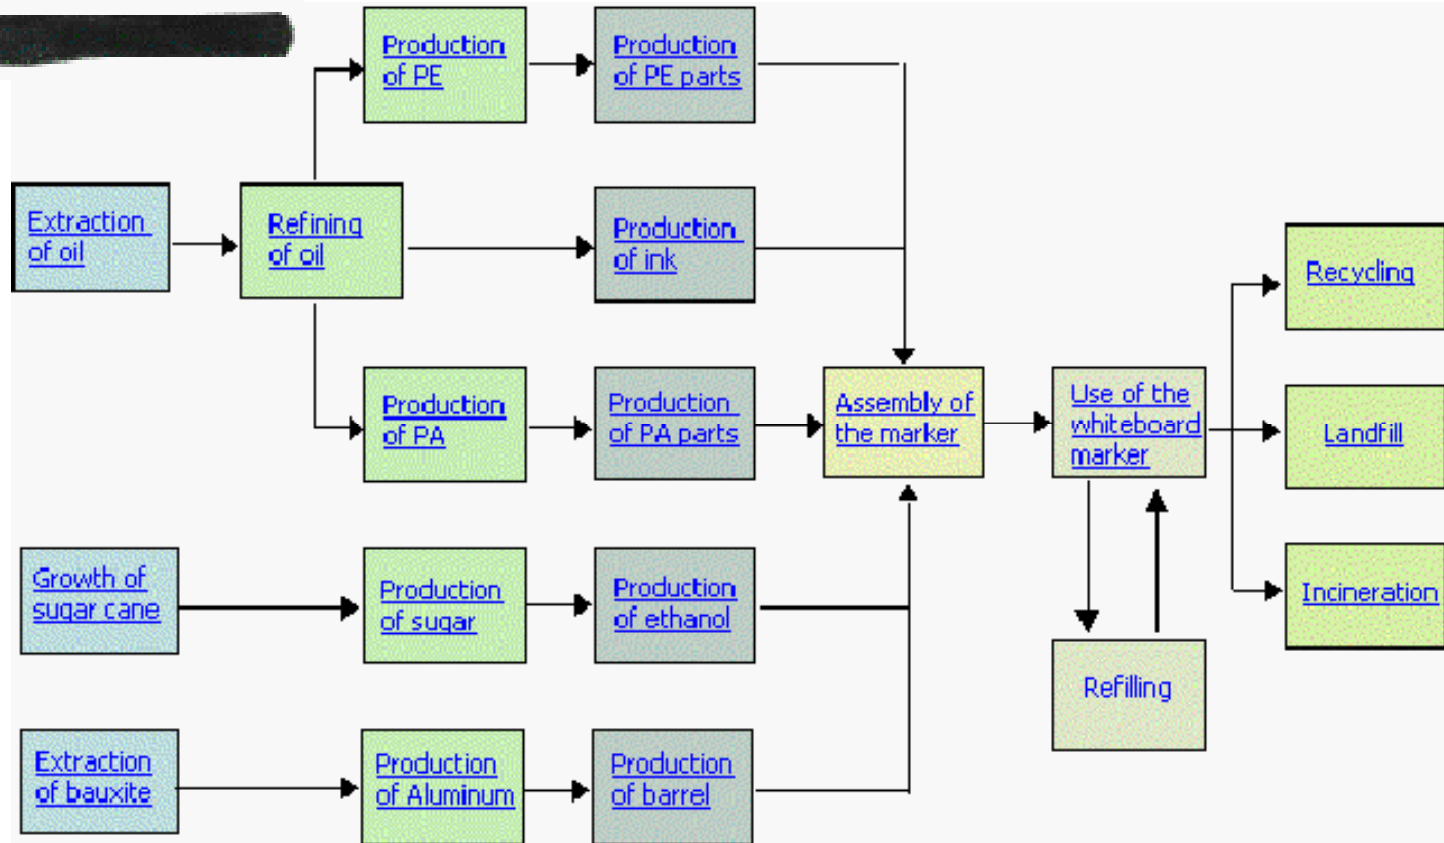 Production
of PE
Production
of PE parts
Extraction
of oil
Refining
of oil
Production
of ink
Recycling
Production
of PA
Production
of PA parts
Assembly of
the marker
Use of the
whiteboard
marker
Landfill
Growth of
sugar cane
Production
of sugar
Production
of ethanol
Incineration
Refilling
Extraction
of bauxite
Production
of Aluminum
Production
of barrel